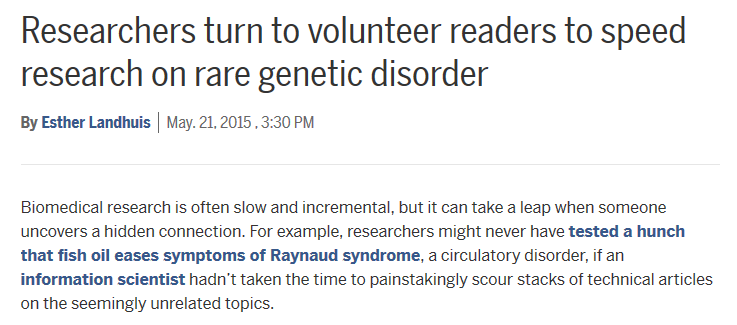 Researchers turn to volunteer readers to speed
research on rare genetic disorder
By Esther Landhuis | May. 21, 2015 , 3:30 PM
Biomedical research is often slow and incremental, but it can take a leap when someone
uncovers a hidden connection. For example, researchers might never have tested a hunch
that fish oil eases symptoms of Raynaud syndrome, a circulatory disorder, if an
information scientist hadn't taken the time to painstakingly scour stacks of technical articles
on the seemingly unrelated topics.